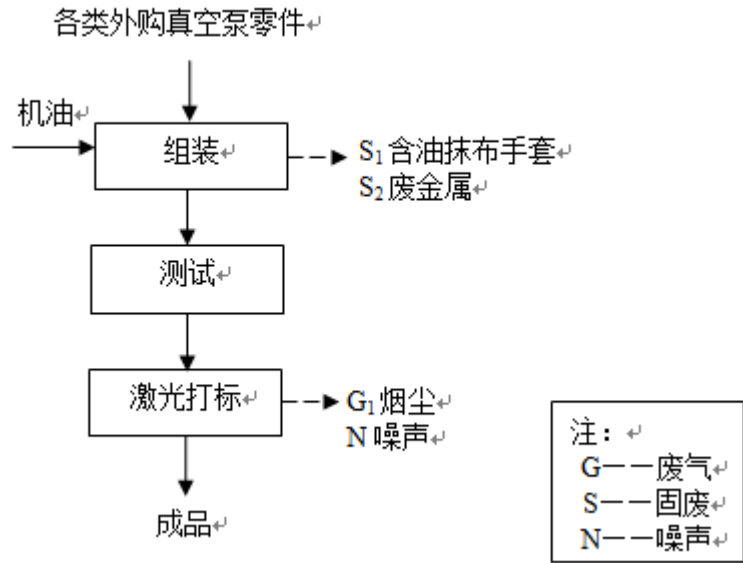 各类外购真空泵零件↵
机油↵
组装↵
S₁含油抹布手套↵
S₂废金属↵
测试↵
激光打标↵
G₁烟尘↵
N噪声↵
成品↵
注：↵
G——废气↵
S——固废↵
N——噪声↵